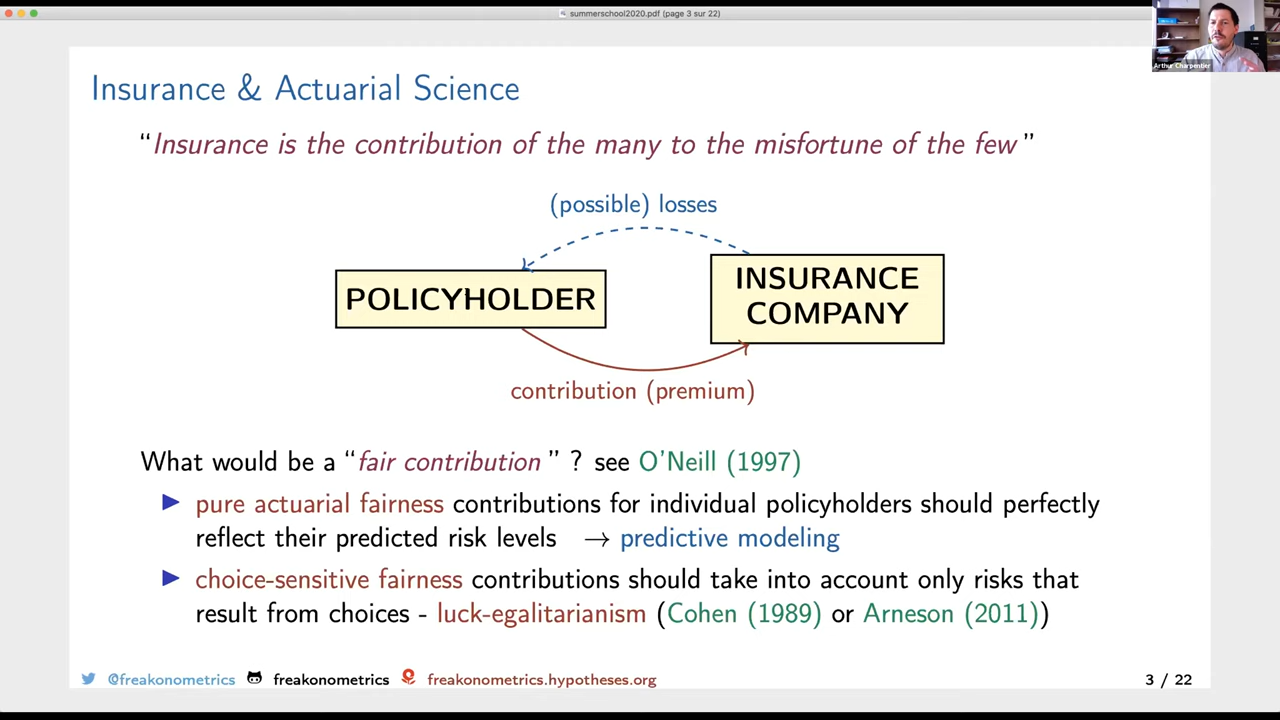 summerschool2020.pdf (page 3 sur 22)
Arthur Charpentier
Insurance & Actuarial Science
“Insurance is the contribution of the many to the misfortune of the few”
(possible) losses
POLICYHOLDER
INSURANCE
COMPANY
contribution (premium)
What would be a “fair contribution” ? see O'Neill (1997)
▶ pure actuarial fairness contributions for individual policyholders should perfectly
reflect their predicted risk levels → predictive modeling
▶ choice-sensitive fairness contributions should take into account only risks that
result from choices - luck-egalitarianism (Cohen (1989) or Arneson (2011))
@freakonometrics freakonometrics freakonometrics.hypotheses.org 3 / 22